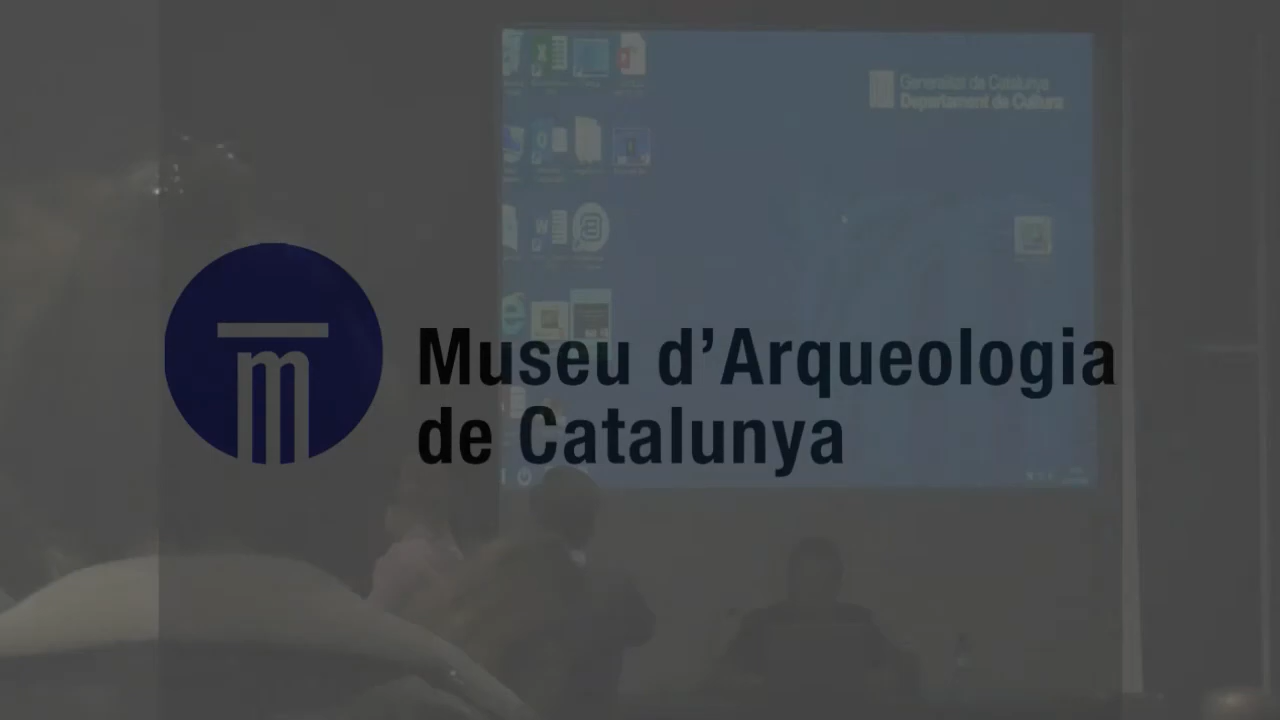 Generalitat de Catalunya
Departament de Cultura
m
Museu d'Arqueologia
de Catalunya